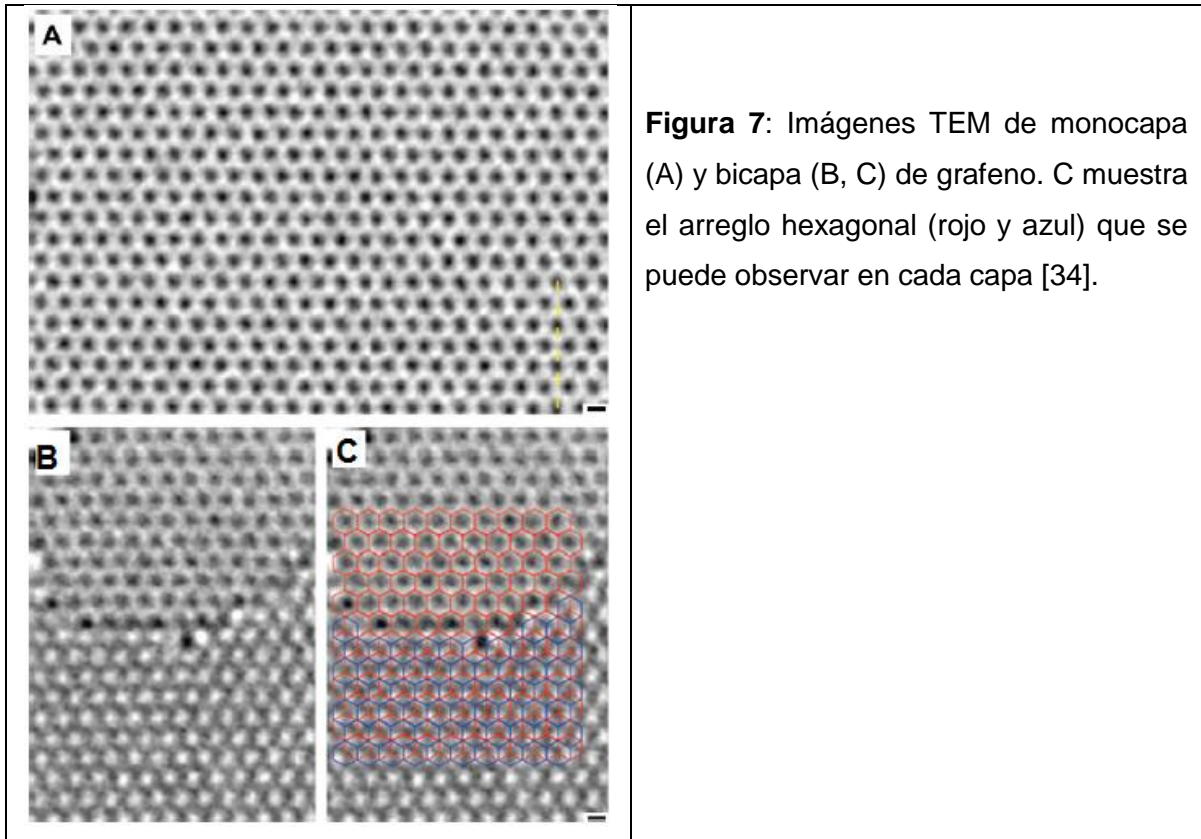 A
B
C
Figura 7: Imágenes TEM de monocapa
(A) y bicapa (B, C) de grafeno. C muestra
el arreglo hexagonal (rojo y azul) que se
puede observar en cada capa [34].